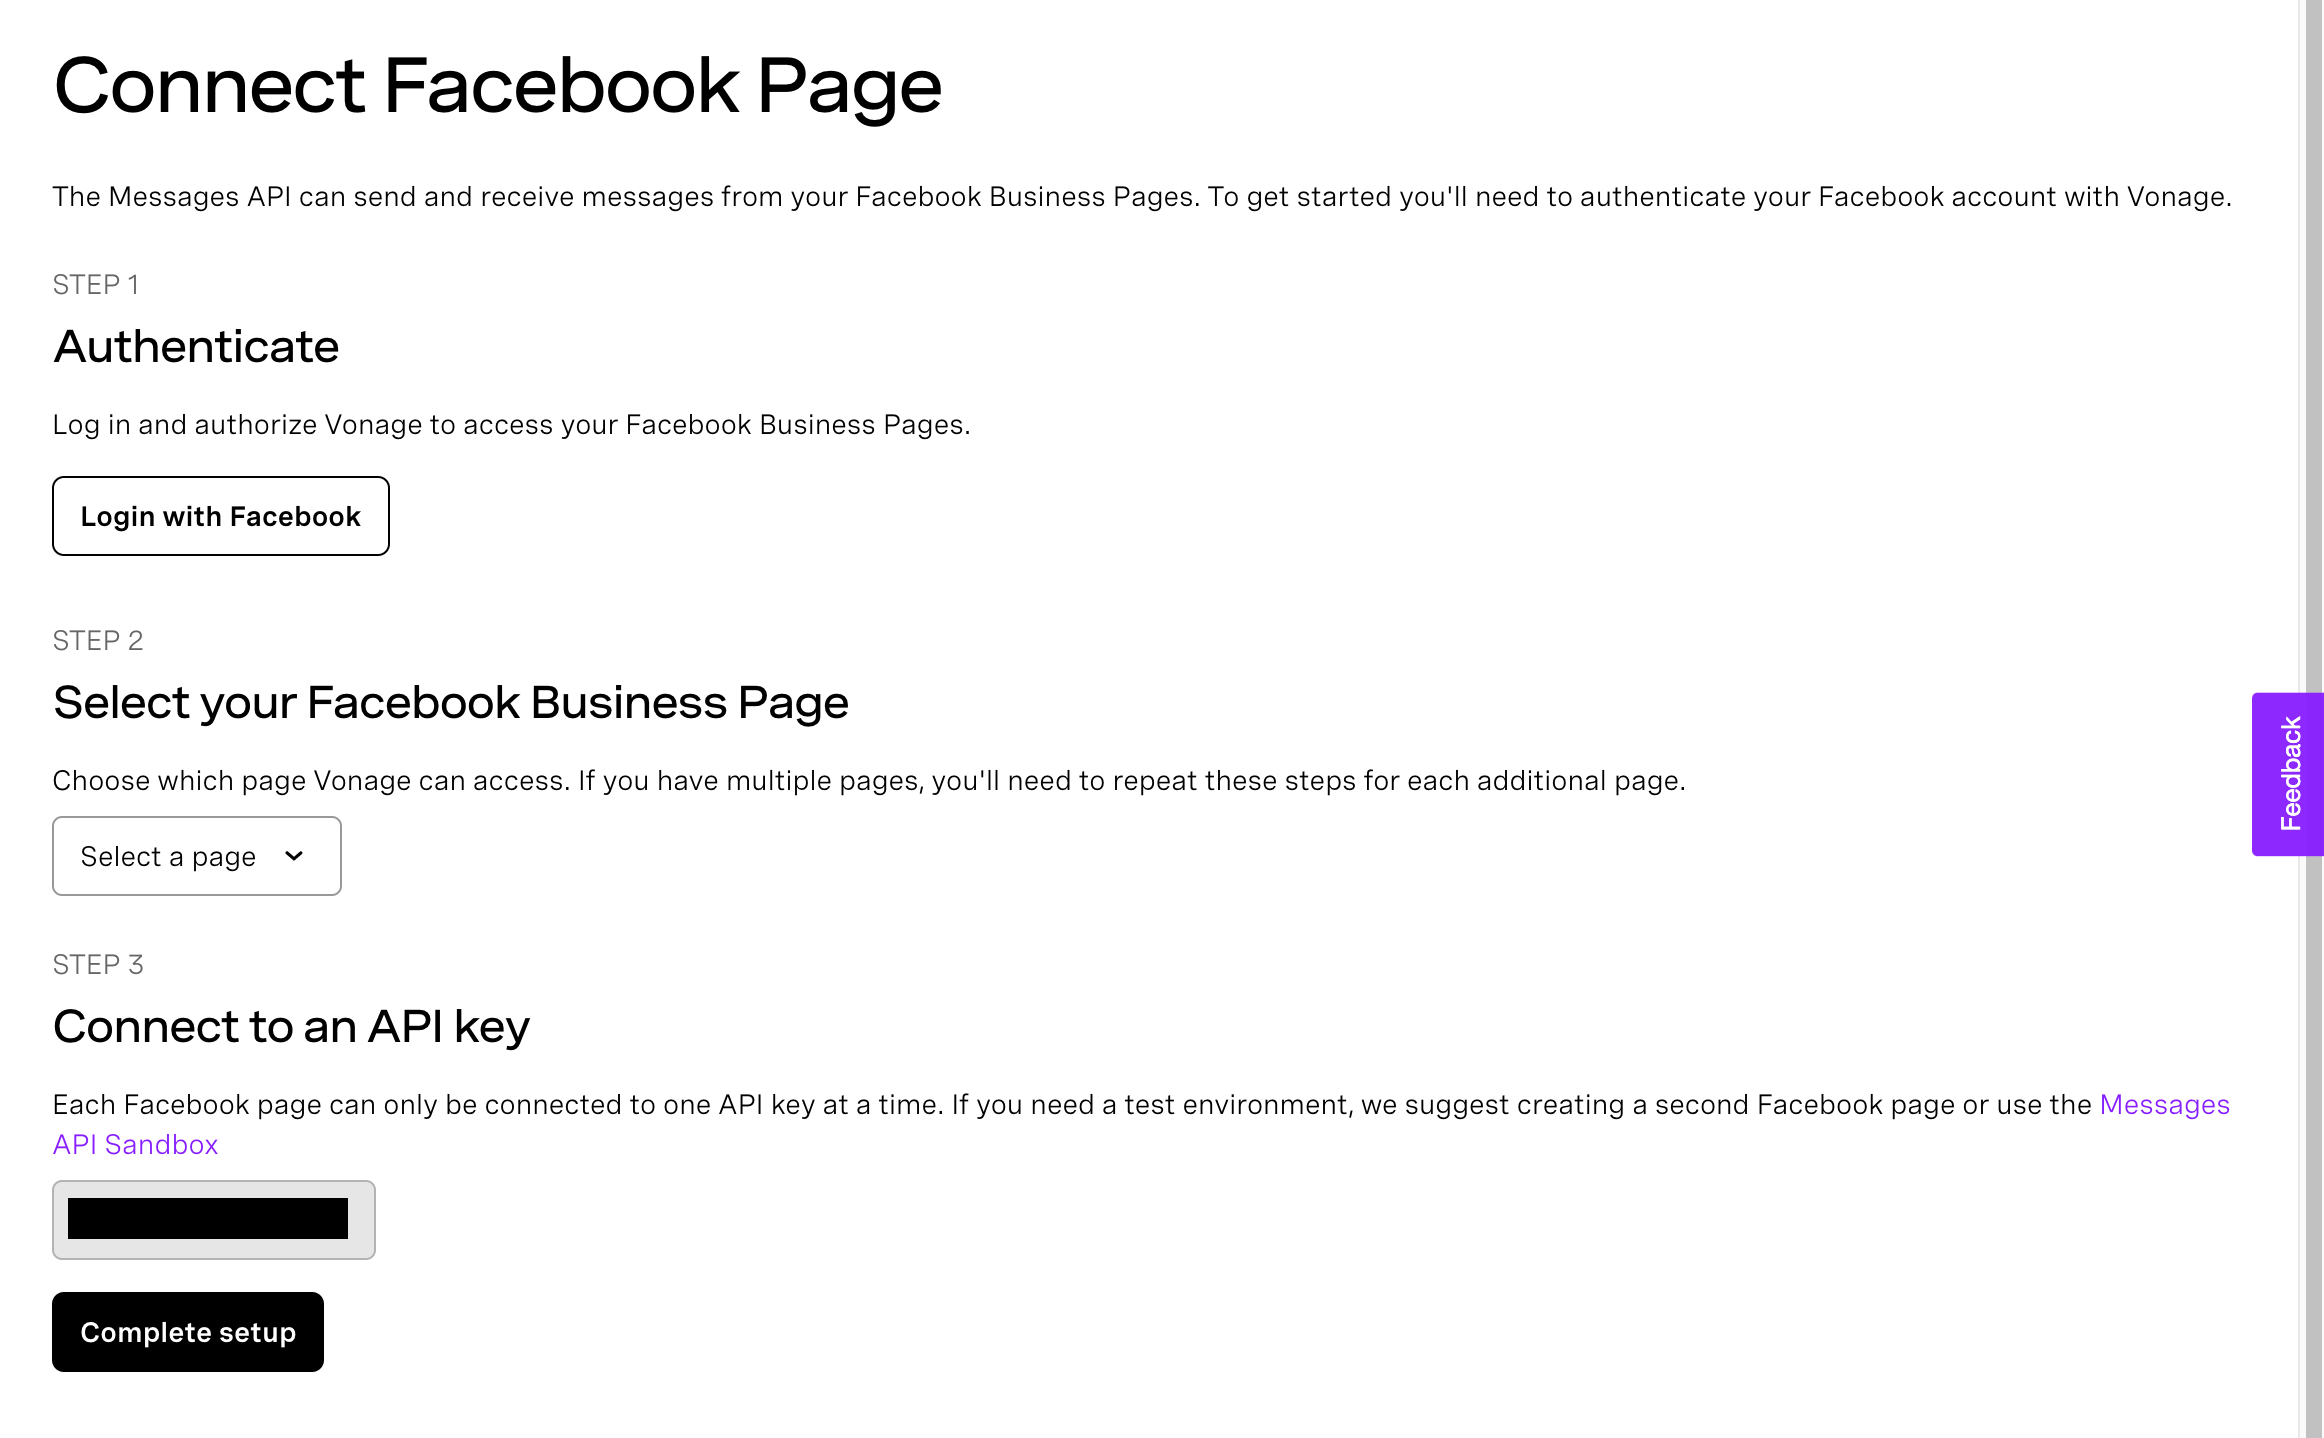 Connect Facebook Page
The Messages API can send and receive messages from your Facebook Business Pages. To get started you'll need to authenticate your Facebook account with Vonage.
STEP 1
Authenticate
Log in and authorize Vonage to access your Facebook Business Pages.
Login with Facebook
STEP 2
Select your Facebook Business Page
Choose which page Vonage can access. If you have multiple pages, you'll need to repeat these steps for each additional page.
Select a page
STEP 3
Connect to an API key
Each Facebook page can only be connected to one API key at a time. If you need a test environment, we suggest creating a second Facebook page or use the Messages
API Sandbox
Complete setup
Feedback